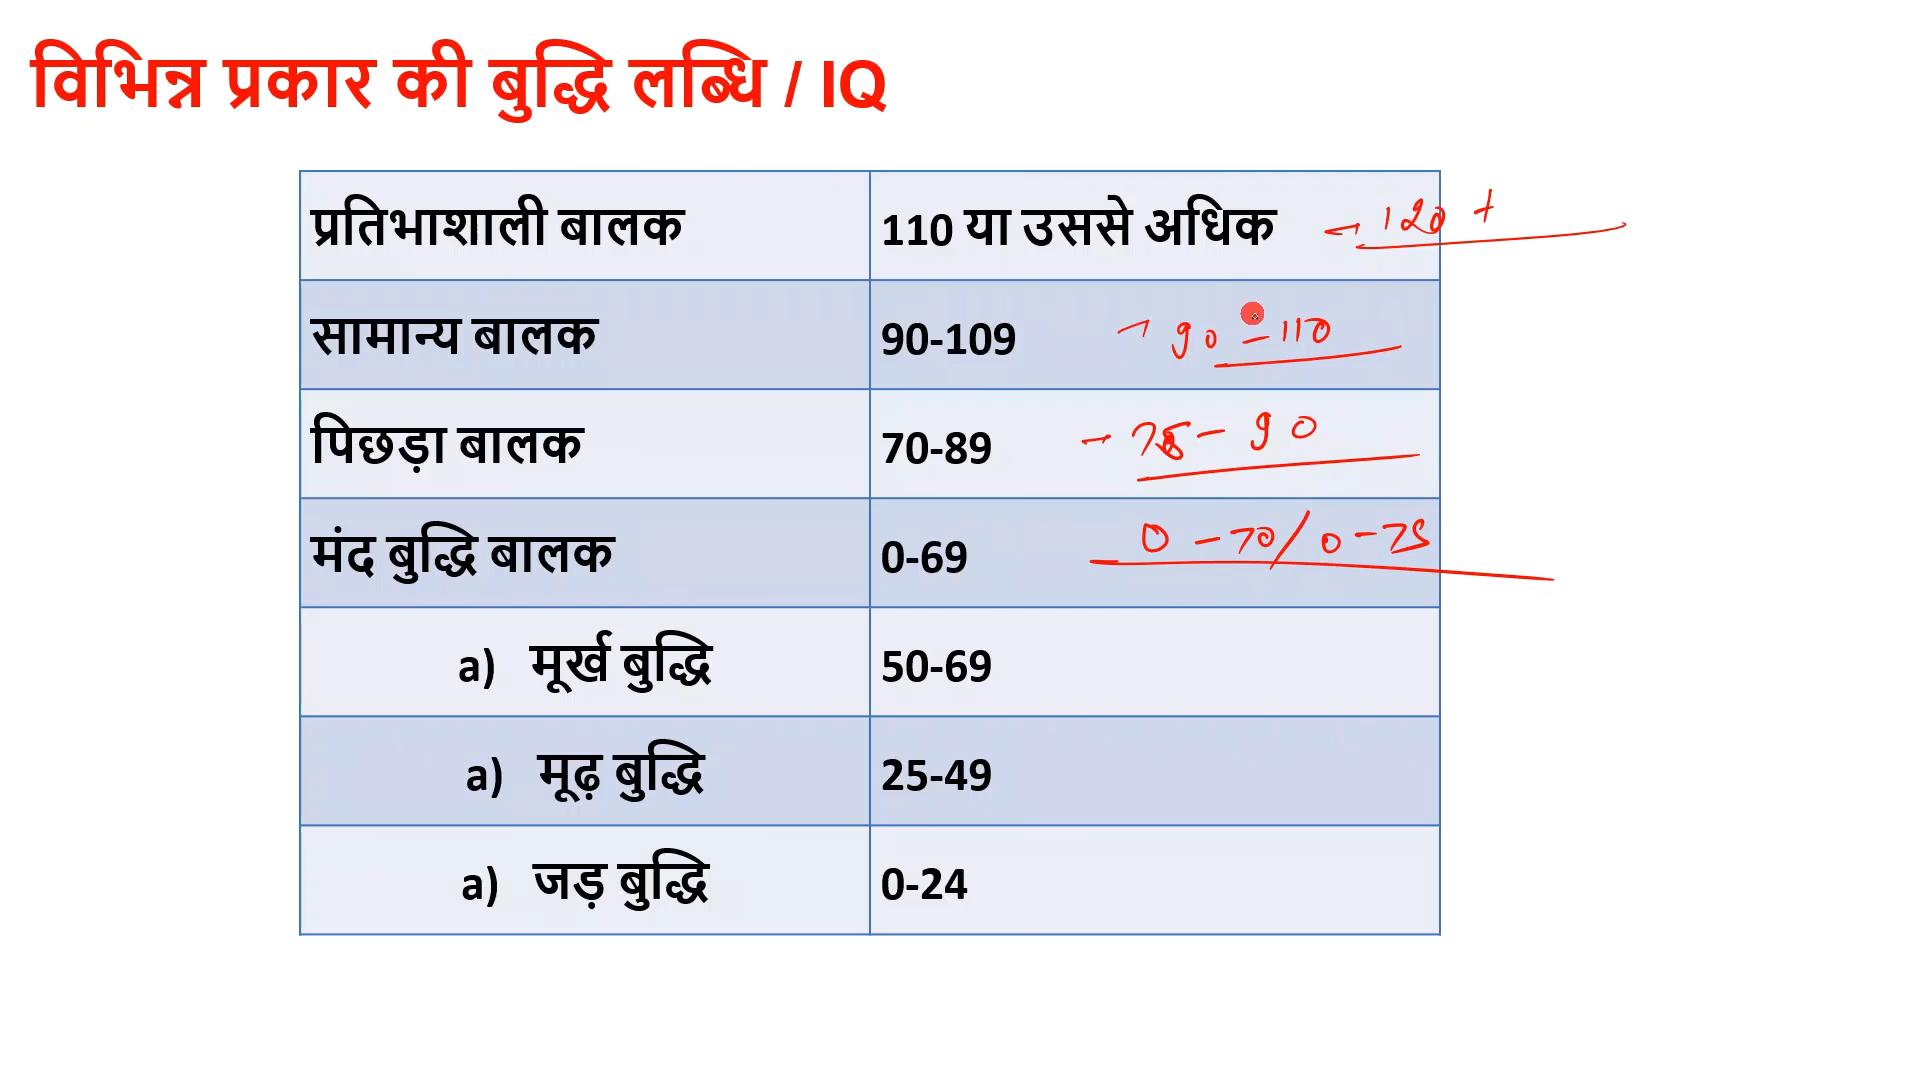 विभिन्न प्रकार की बुद्धि लब्धि / IQ
प्रतिभाशाली बालक 110 या उससे अधिक - 120 +
सामान्य बालक 90-109 90 - 110
पिछड़ा बालक 70-89 - 75 - 90
मंद बुद्धि बालक 0-69 0 - 70 / 0 - 75
a) मूर्ख बुद्धि 50-69
a) मूढ़ बुद्धि 25-49
a) जड़ बुद्धि 0-24